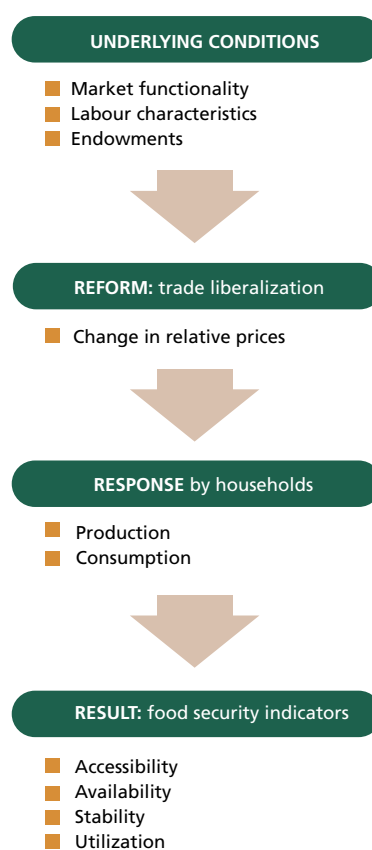 UNDERLYING CONDITIONS
Market functionality
Labour characteristics
Endowments
REFORM: trade liberalization
Change in relative prices
RESPONSE by households
Production
Consumption
RESULT: food security indicators
Accessibility
Availability
Stability
Utilization